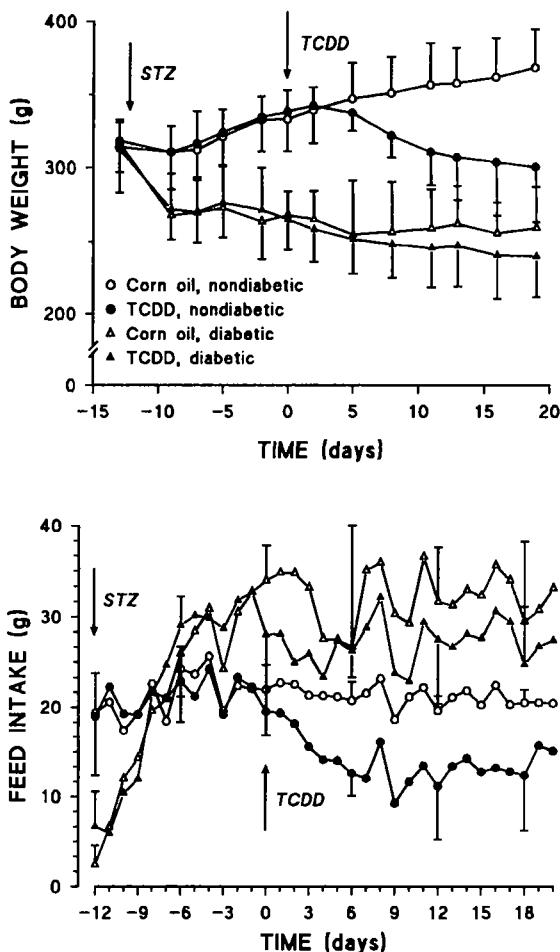 400
STZ
TCDD
BODY WEIGHT (g)
300
200
0
○ Corn oil, nondiabetic
● TCDD, nondiabetic
△ Corn oil, diabetic
▲ TCDD, diabetic
-15 -10 -5 0 5 10 15 20
TIME (days)
40
STZ
30
FEED INTAKE (g)
20
10
TCDD
0
-12 -9 -6 -3 0 3 6 9 12 15 18
TIME (days)